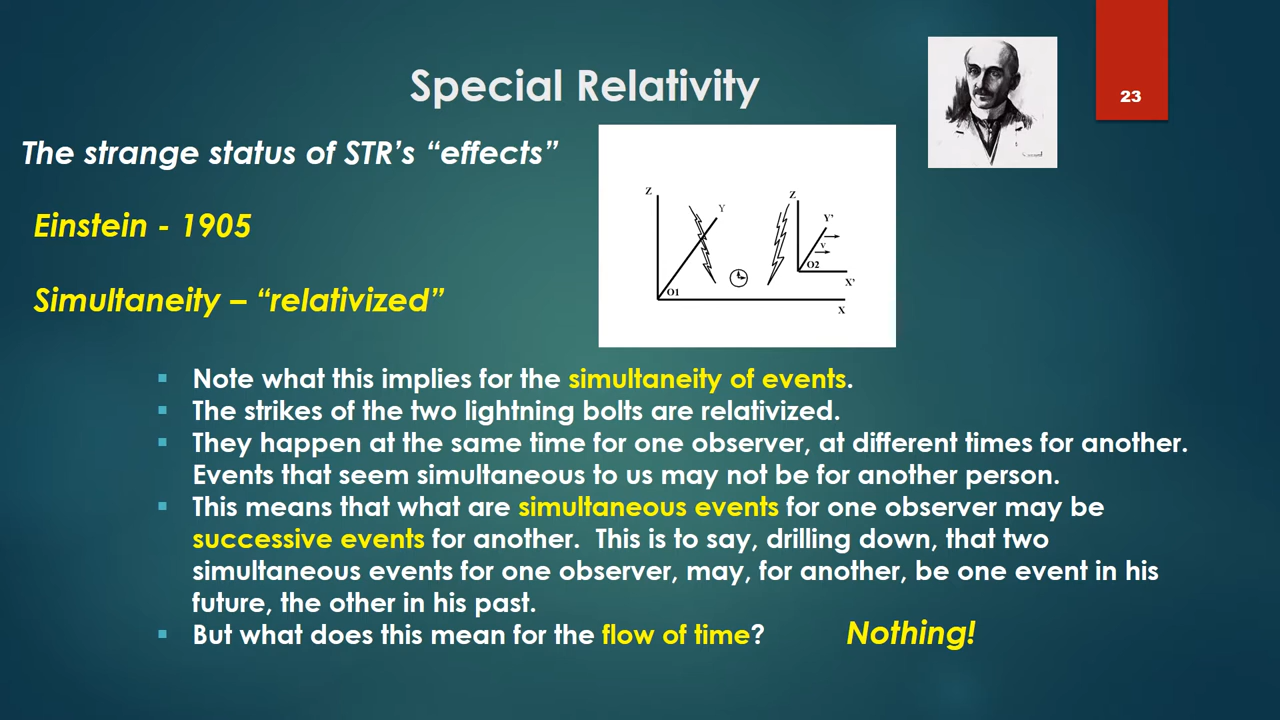 Special Relativity
23
The strange status of STR's “effects”
Einstein - 1905
Simultaneity – “relativized”
Z
Y
O1
X
Z
Y'
v
O2
X'
▪ Note what this implies for the simultaneity of events.
▪ The strikes of the two lightning bolts are relativized.
▪ They happen at the same time for one observer, at different times for another.
Events that seem simultaneous to us may not be for another person.
▪ This means that what are simultaneous events for one observer may be
successive events for another.  This is to say, drilling down, that two
simultaneous events for one observer, may, for another, be one event in his
future, the other in his past.
▪ But what does this mean for the flow of time? Nothing!